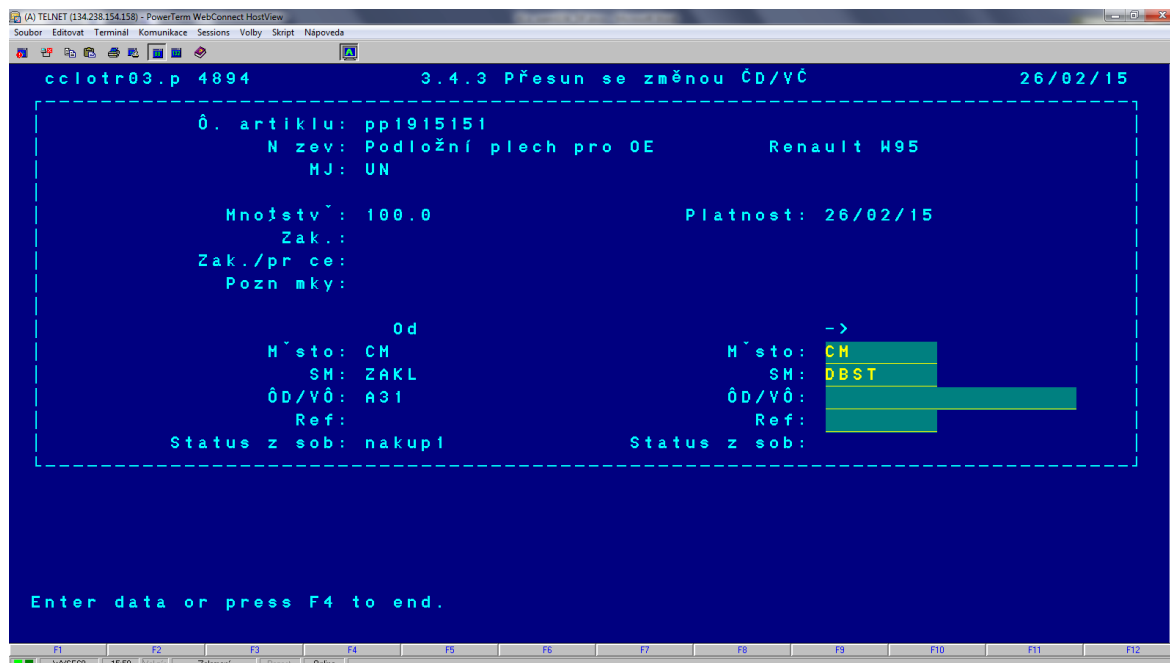 (A) TELNET (134.238.154.158) - PowerTerm WebConnect HostView
Soubor Editovat Terminál Komunikace Sessions Volby Skript Nápoveda
cclotr03.p 4894 3.4.3 Přesun se změnou ČD/VČ 26/02/15
Ô. artiklu: pp1915151
N zev: Podložní plech pro OE Renault W95
MJ: UN
Množstvˇ: 100.0 Platnost: 26/02/15
Zak.:
Zak./pr ce:
Pozn mky:
Od ->
Mˇsto: CM Mˇsto: CM
SM: ZAKL SM: DBST
ÔD/VÔ: A31 ÔD/VÔ:
Ref: Ref:
Status z sob: nakup1 Status z sob:
Enter data or press F4 to end.
F1 F2 F3 F4 F5 F6 F7 F8 F9 F10 F11 F12